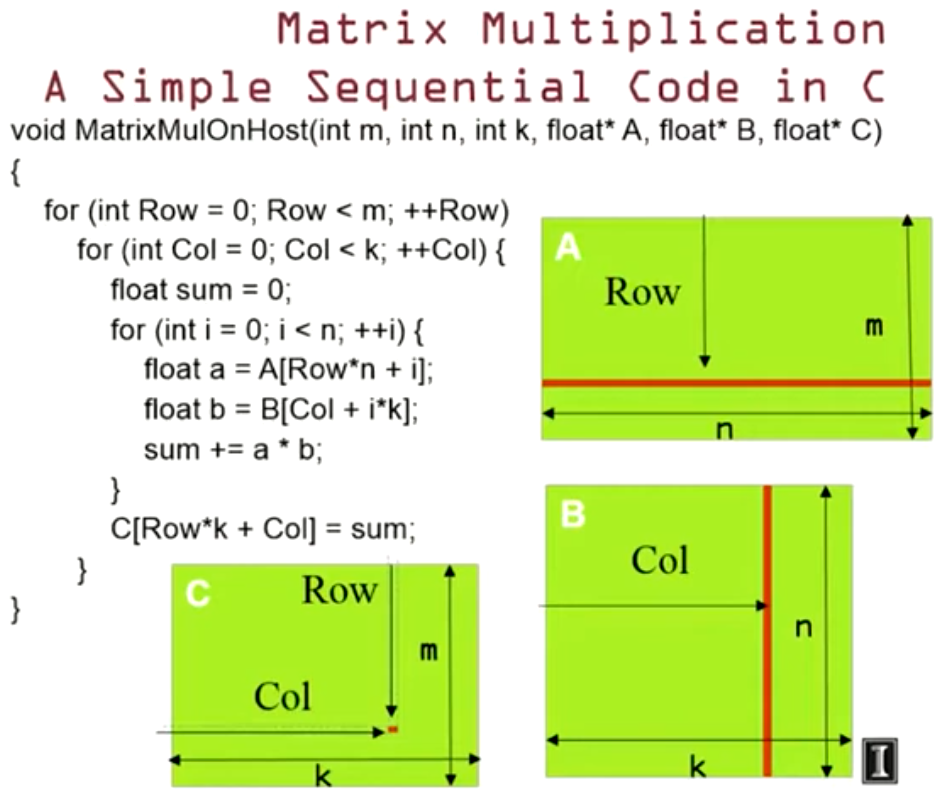 Matrix Multiplication
A Simple Sequential Code in C
void MatrixMulOnHost(int m, int n, int k, float* A, float* B, float* C)
{
for (int Row = 0; Row < m; ++Row)
for (int Col = 0; Col < k; ++Col) {
float sum = 0;
for (int i = 0; i < n; ++i) {
float a = A[Row*n + i];
float b = B[Col + i*k];
sum += a * b;
}
C[Row*k + Col] = sum;
}
}
A
Row
m
n
B
Col
n
k
C
Row
m
Col
k
I